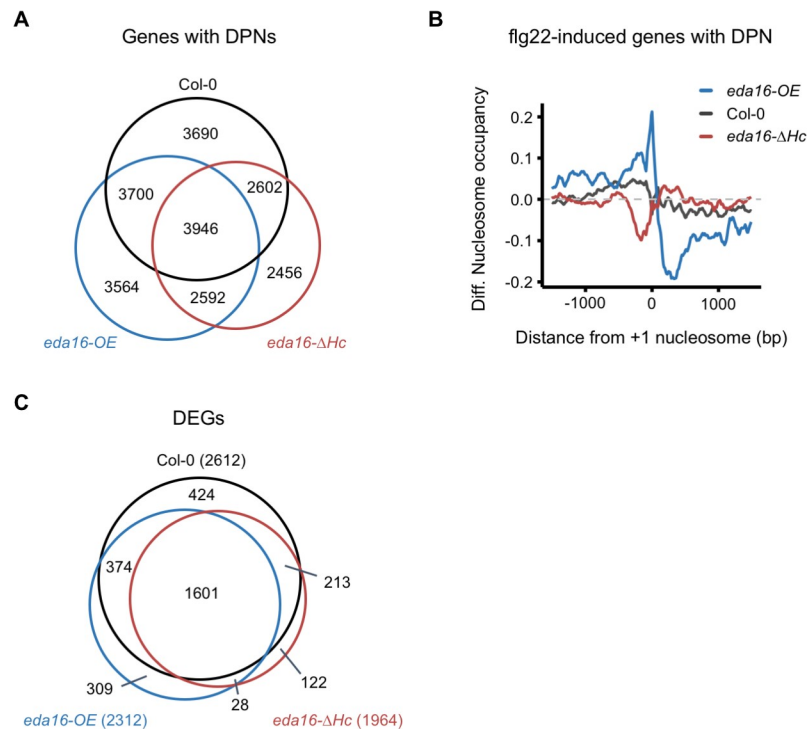 A
Genes with DPNs
Col-0
3690
3700
2602
3946
3564
2592
2456
eda16-OE
eda16-ΔHc
B
flg22-induced genes with DPN
eda16-OE
Col-0
eda16-ΔHc
Diff. Nucleosome occupancy
0.2
0.1
0.0
-0.1
-0.2
-1000
0
1000
Distance from +1 nucleosome (bp)
C
DEGs
Col-0 (2612)
424
374
1601
213
309
28
122
eda16-OE (2312)
eda16-ΔHc (1964)